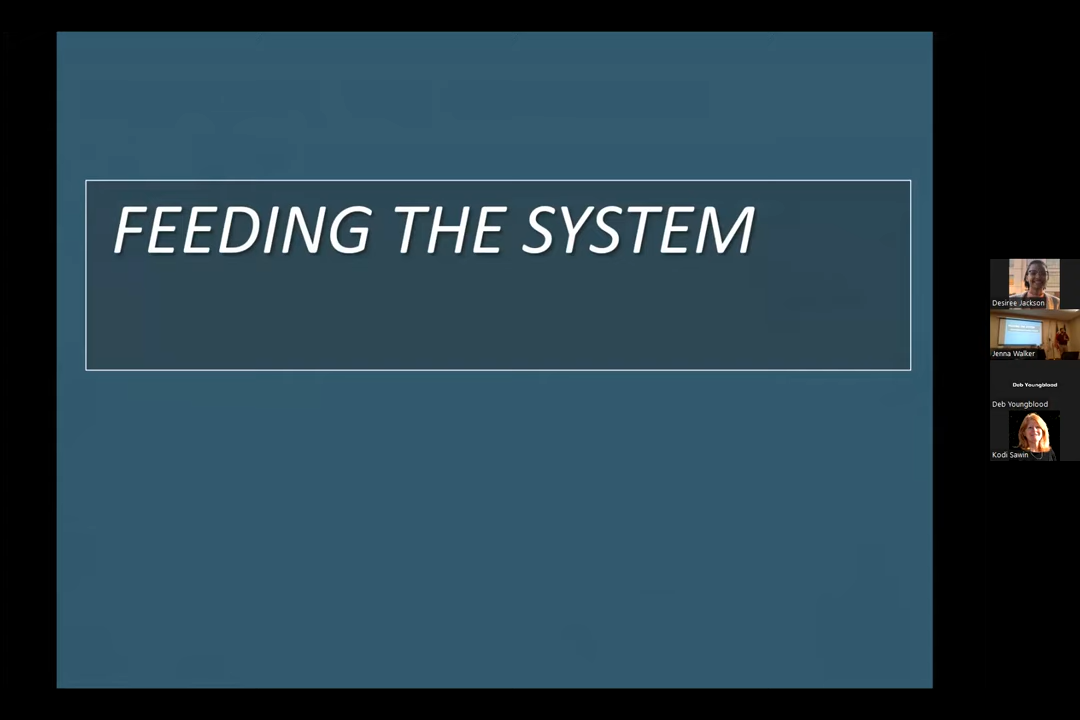 FEEDING THE SYSTEM
Desiree Jackson
Jenna Walker
Deb Youngblood
Deb Youngblood
Kodi Sawin